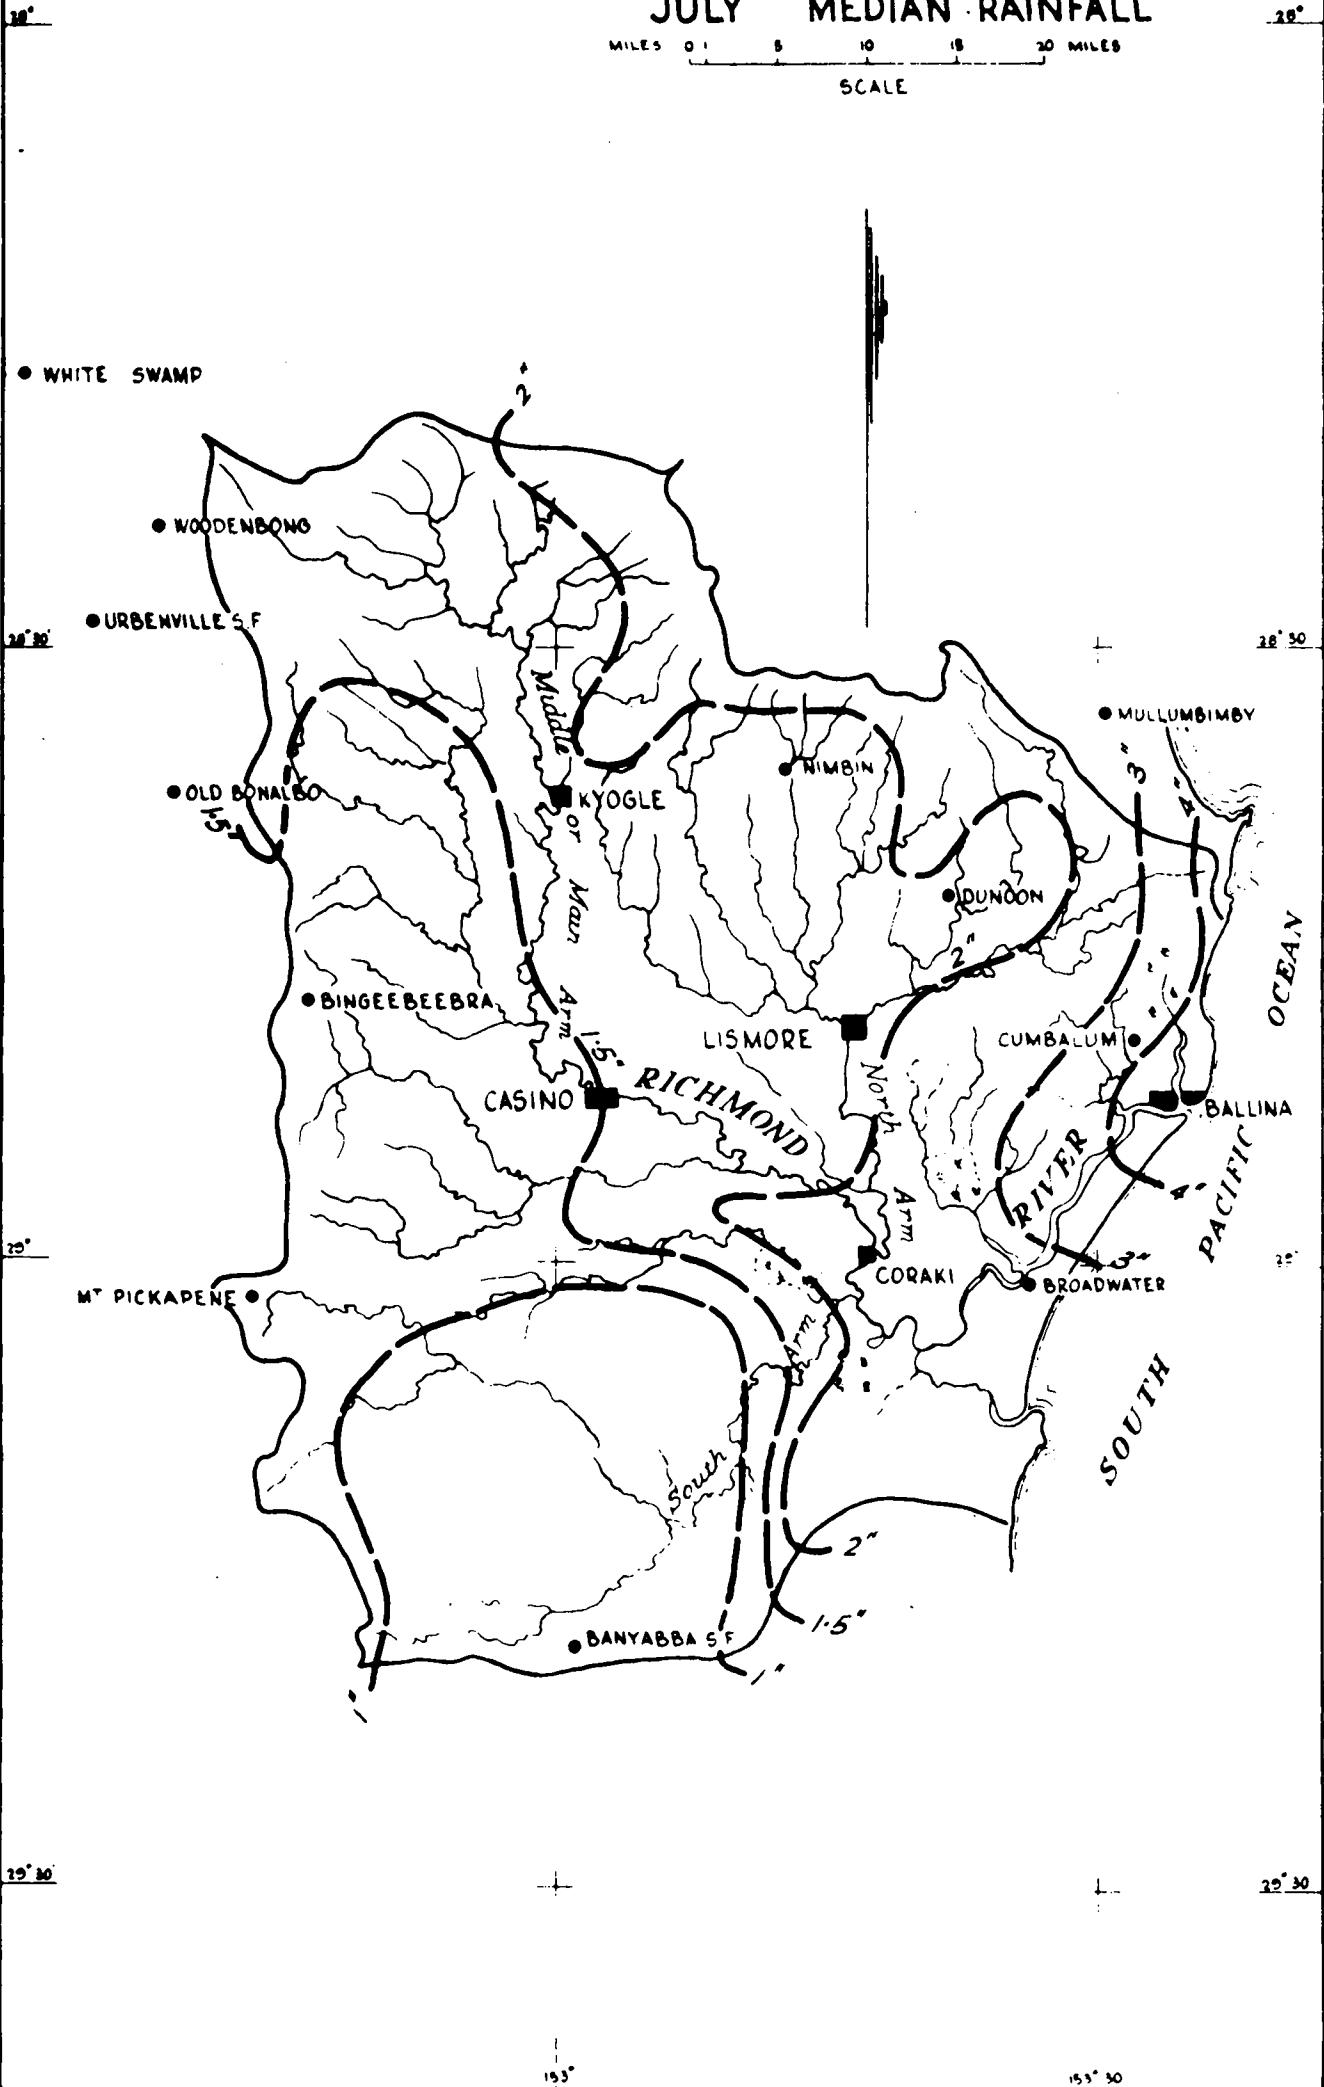 JULY MEDIAN RAINFALL
28°
28°
MILES 0 1 5 10 15 20 MILES
SCALE
WHITE SWAMP
2"
WOODENBONG
URBENVILLE S.F
28° 30'
28° 30
Middle
MULLUMBIMBY
3"
NIMBIN
OLD BONALBO
KYOGLE
4"
1·5"
or
Main
DUNOON
OCEAN
2"
BINGEEBEEBRA
Arm
LISMORE
CUMBALUM
1·5"
RICHMOND
North
CASINO
BALLINA
RIVER
PACIFIC
4"
Arm
29°
3"
CORAKI
BROADWATER
MT PICKAPENE
Arm
SOUTH
South
2"
1·5"
BANYABBA S F
1"
1"
29° 30'
29° 30
153°
153° 30